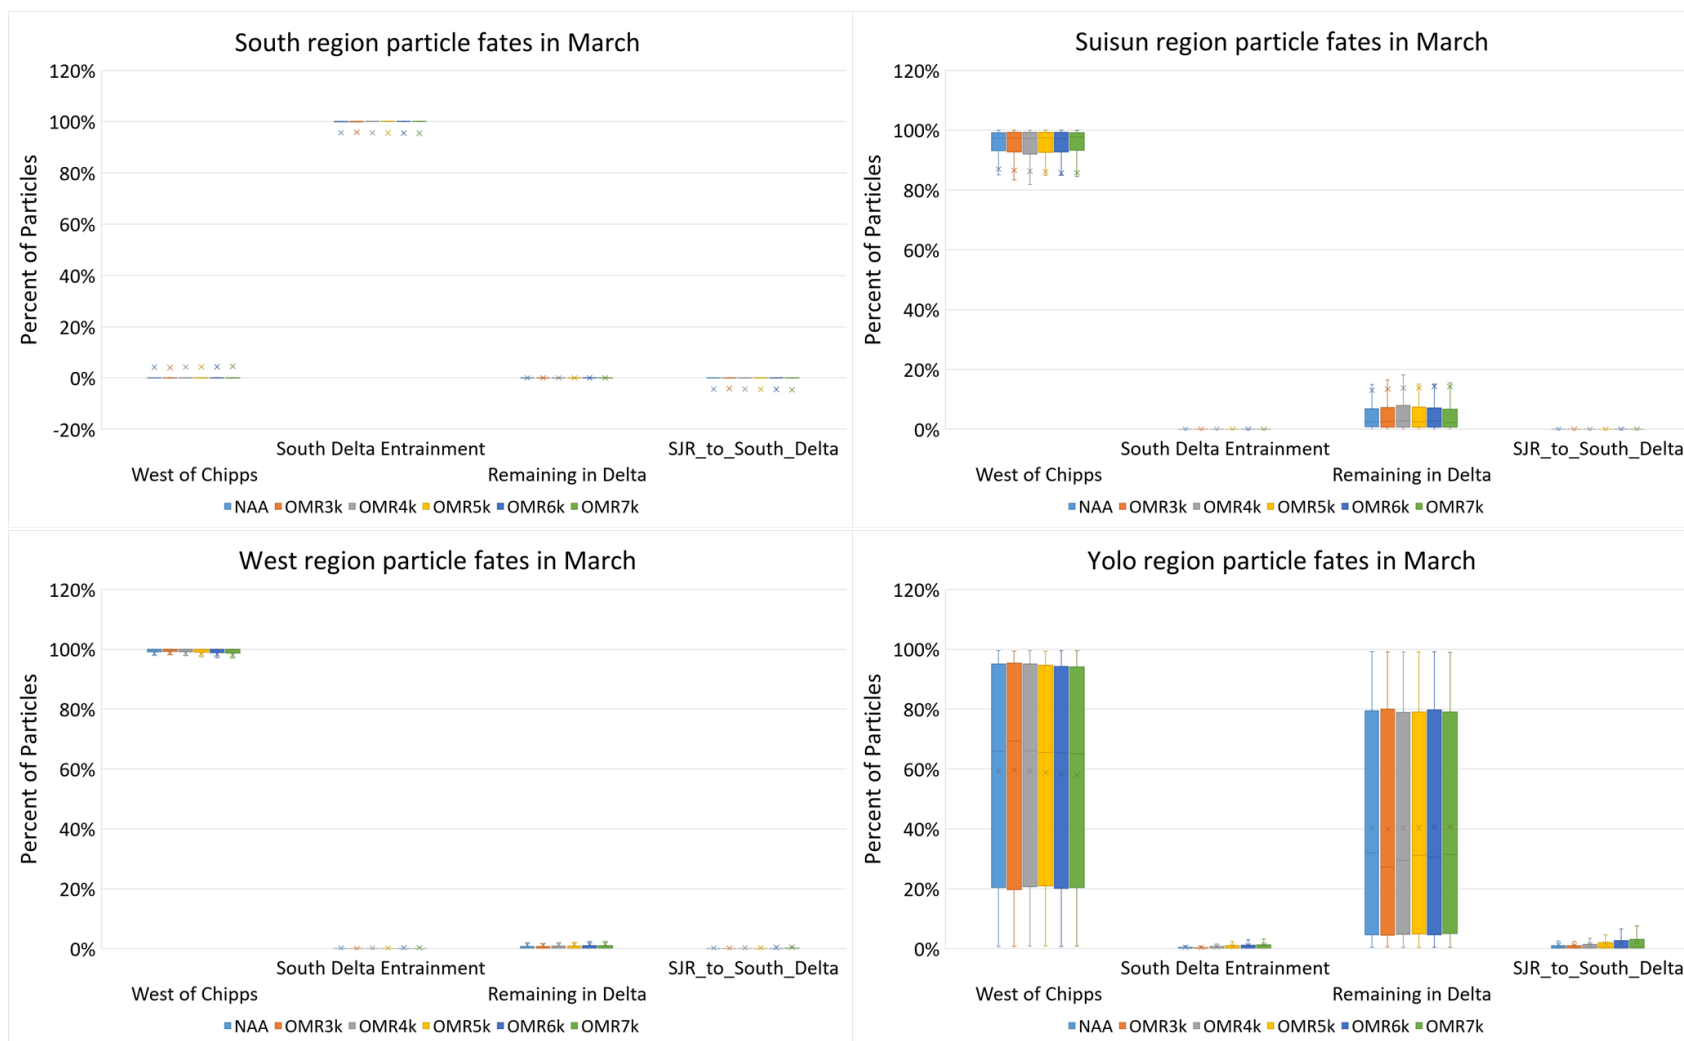 South region particle fates in March
120%
100%
80%
60%
40%
20%
0%
-20%
Percent of Particles
South Delta Entrainment SJR_to_South_Delta
West of Chipps Remaining in Delta
NAA OMR3k OMR4k OMR5k OMR6k OMR7k
Suisun region particle fates in March
120%
100%
80%
60%
40%
20%
0%
Percent of Particles
South Delta Entrainment SJR_to_South_Delta
West of Chipps Remaining in Delta
NAA OMR3k OMR4k OMR5k OMR6k OMR7k
West region particle fates in March
120%
100%
80%
60%
40%
20%
0%
Percent of Particles
South Delta Entrainment SJR_to_South_Delta
West of Chipps Remaining in Delta
NAA OMR3k OMR4k OMR5k OMR6k OMR7k
Yolo region particle fates in March
120%
100%
80%
60%
40%
20%
0%
Percent of Particles
South Delta Entrainment SJR_to_South_Delta
West of Chipps Remaining in Delta
NAA OMR3k OMR4k OMR5k OMR6k OMR7k